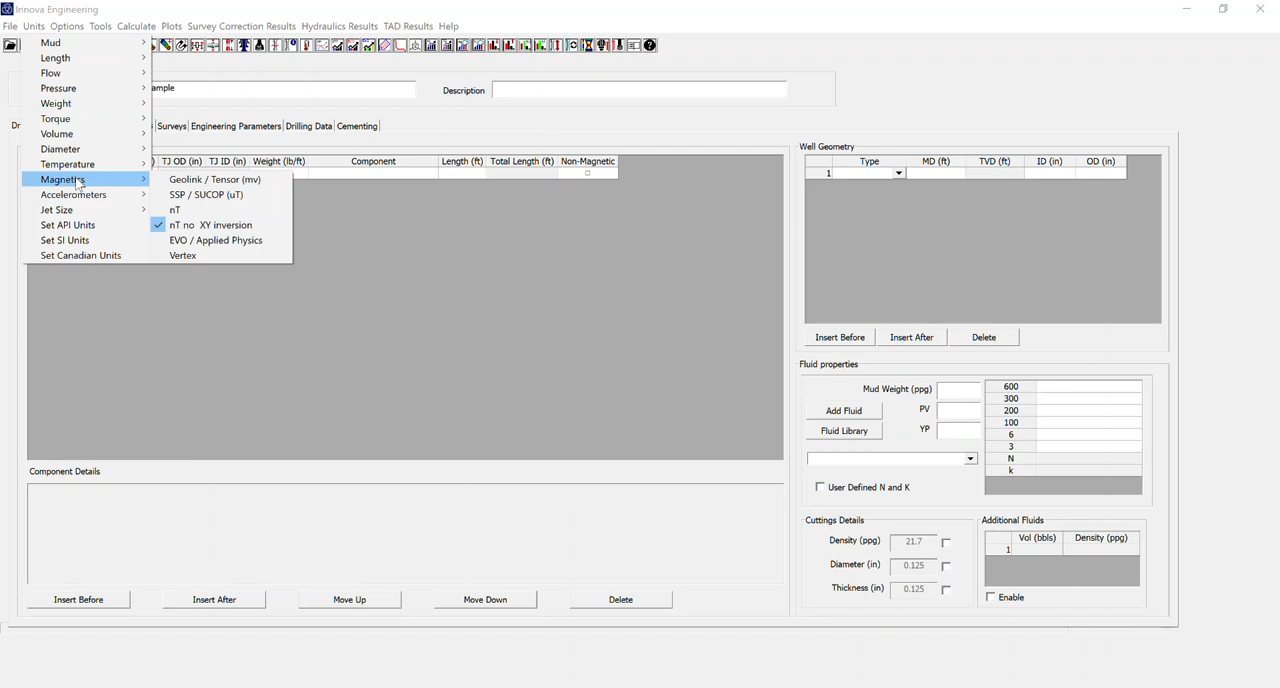 Innova Engineering
File Units Options Tools Calculate Plots Survey Correction Results Hydraulics Results TAD Results Help
Mud
Length
Flow
Pressure
Weight
Torque
Volume
Diameter
Temperature
Magnetics
Accelerometers
Jet Size
Set API Units
Set SI Units
Set Canadian Units
Geolink / Tensor (mv)
SSP / SUCOP (uT)
nT
nT no XY inversion
EVO / Applied Physics
Vertex
ample
Description
Dr
Surveys Engineering Parameters Drilling Data Cementing
) TJ OD (in) TJ ID (in) Weight (lb/ft) Component Length (ft) Total Length (ft) Non-Magnetic
Component Details
Insert Before Insert After Move Up Move Down Delete
Well Geometry
Type MD (ft) TVD (ft) ID (in) OD (in)
1
Insert Before Insert After Delete
Fluid properties
Mud Weight (ppg)
Add Fluid PV
Fluid Library YP
User Defined N and K
600
300
200
100
6
3
N
k
Cuttings Details
Density (ppg) 21.7
Diameter (in) 0.125
Thickness (in) 0.125
Additional Fluids
Vol (bbls) Density (ppg)
1
Enable